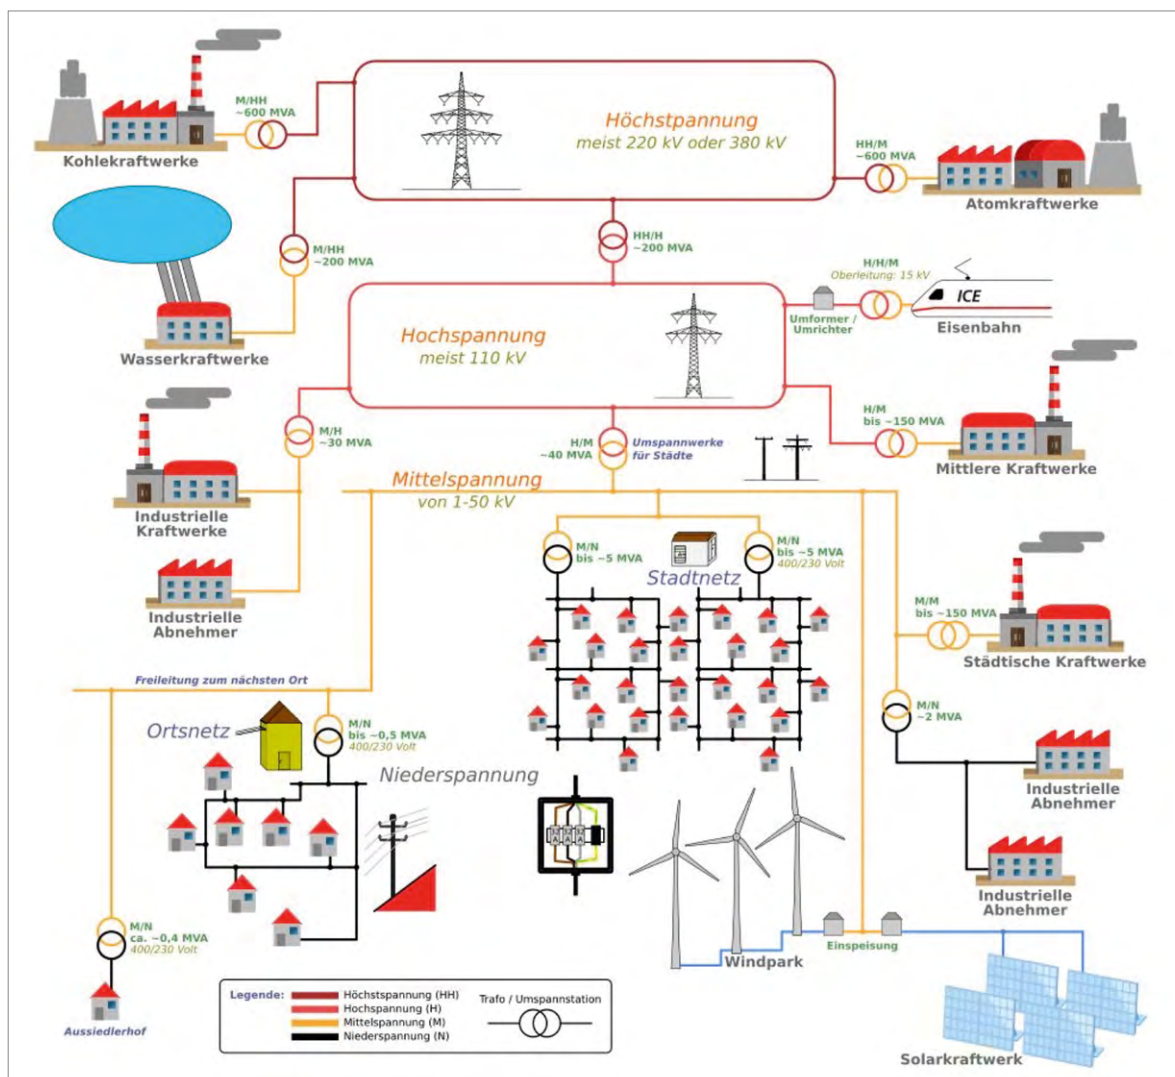 M/HH
~600 MVA
Kohlekraftwerke
Höchstpannung
meist 220 kV oder 380 kV
HH/M
~600 MVA
Atomkraftwerke
M/HH
~200 MVA
HH/H
~200 MVA
Wasserkraftwerke
Hochspannung
meist 110 kV
H/H/M
Oberleitung: 15 kV
Umformer /
Umrichter
ICE
Eisenbahn
M/H
~30 MVA
H/M
~40 MVA
Umspannwerke
für Städte
H/M
bis ~150 MVA
Mittlere Kraftwerke
Mittelspannung
von 1-50 kV
Industrielle
Kraftwerke
Industrielle
Abnehmer
M/N
bis ~5 MVA
Stadtnetz
M/N
bis ~5 MVA
400/230 Volt
M/M
bis ~150 MVA
Städtische Kraftwerke
Freileitung zum nächsten Ort
Ortsnetz
M/N
bis ~0,5 MVA
400/230 Volt
Niederspannung
M/N
~2 MVA
Industrielle
Abnehmer
Industrielle
Abnehmer
M/N
ca. ~0,4 MVA
400/230 Volt
Aussiedlerhof
Windpark
Einspeisung
Solarkraftwerk
Legende:
Höchstspannung (HH)
Hochspannung (H)
Mittelspannung (M)
Niederspannung (N)
Trafo / Umspannstation